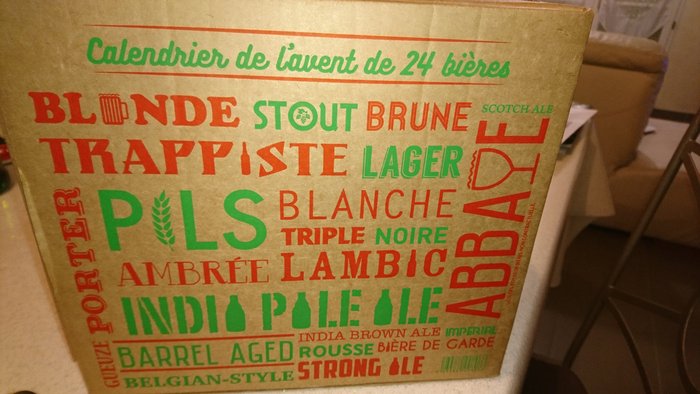 Calendrier de l'avent de 24 bières
BLONDE STOUT BRUNE
SCOTCH ALE
TRAPPISTE LAGER
ABBAYE
PORTER
PILS BLANCHE
TRIPLE NOIRE
AMBRÉE LAMBIC
INDIA PALE ALE
GUEUZE
BARREL AGED
INDIA BROWN ALE IMPERIAL
ROUSSE BIÈRE DE GARDE
BELGIAN-STYLE STRONG ALE